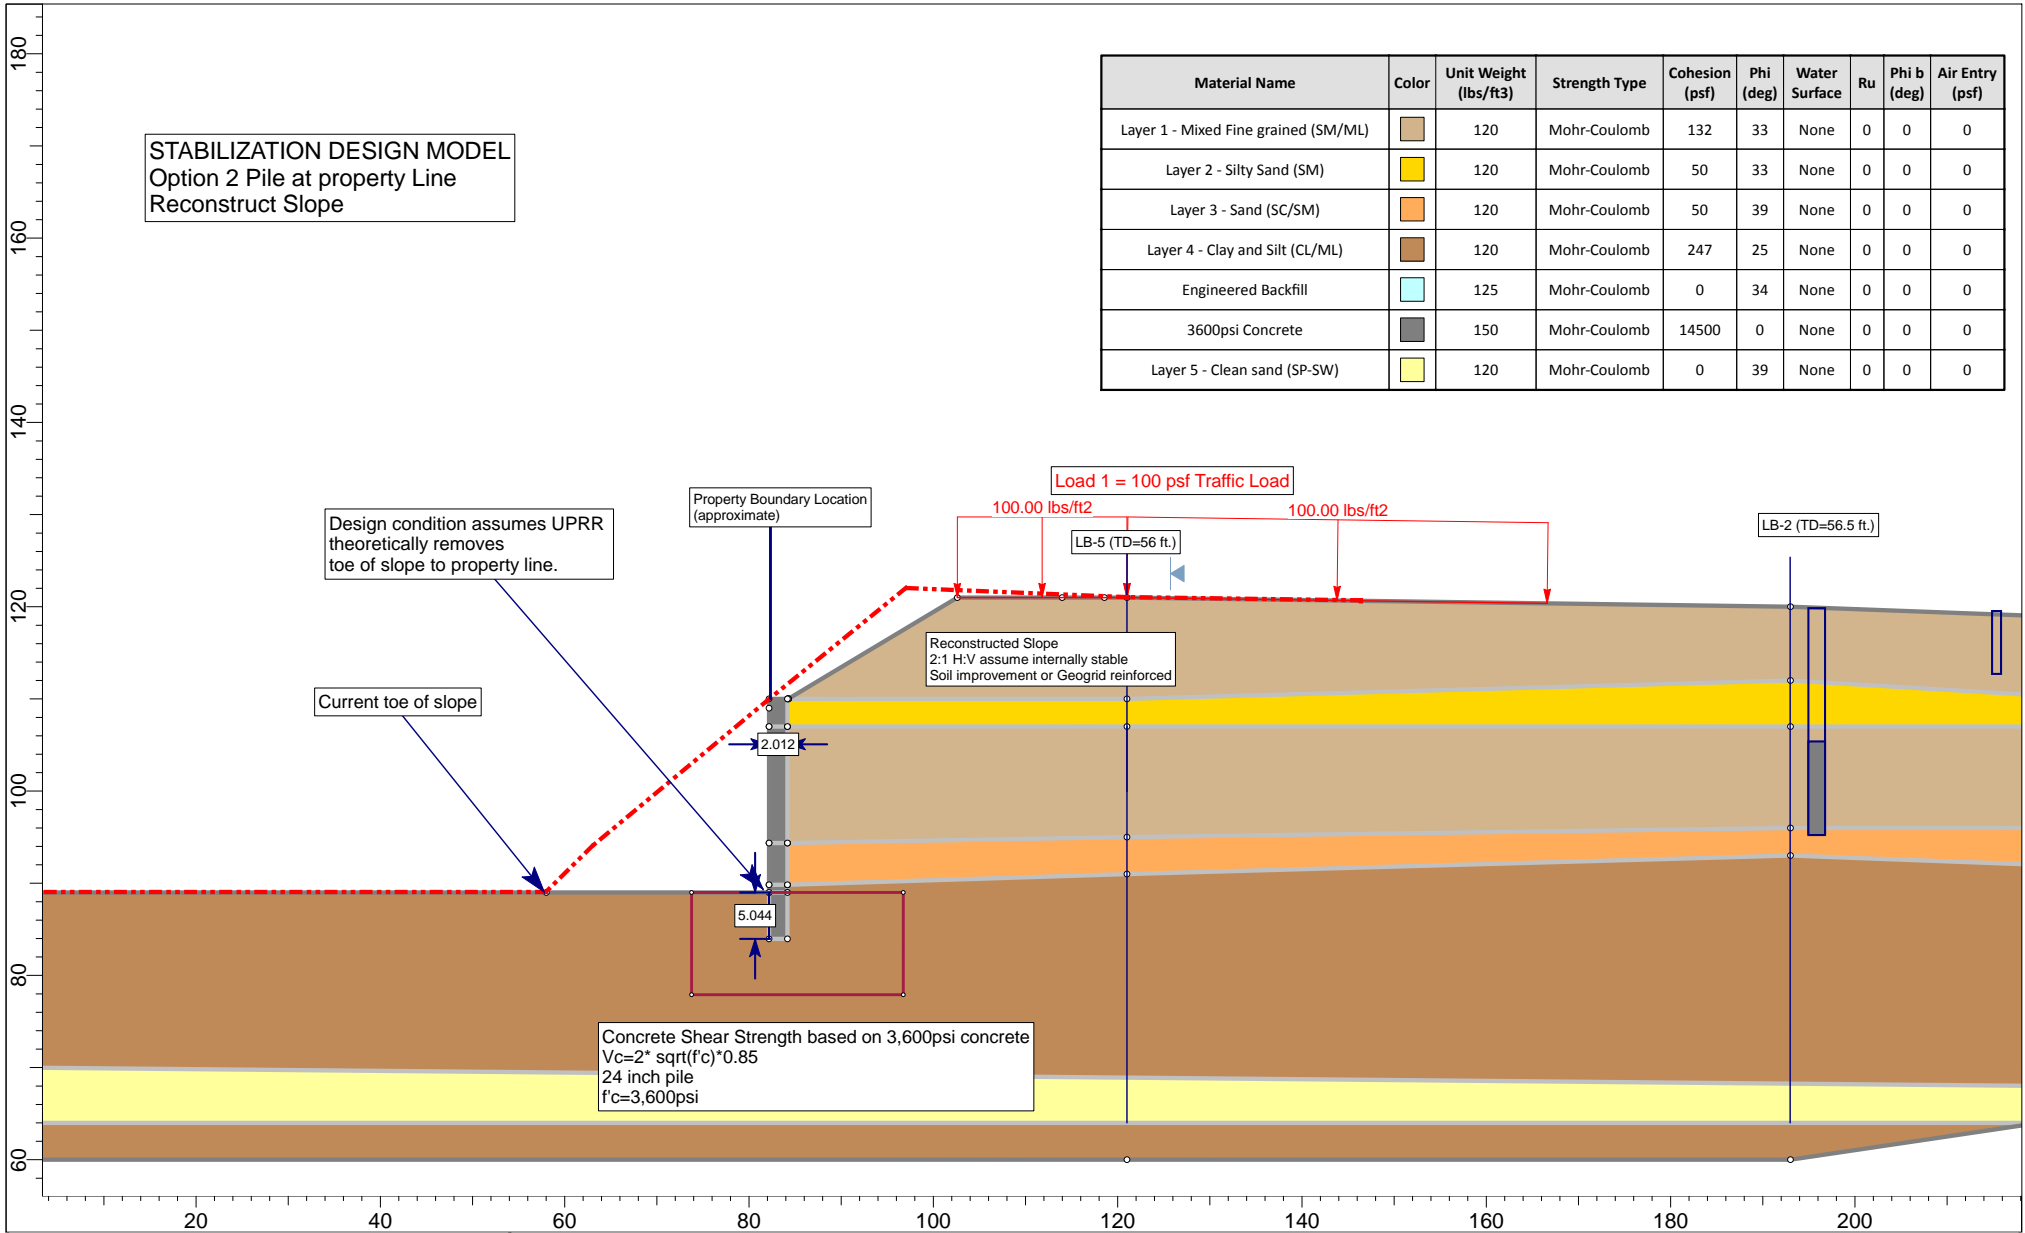 180
160
140
120
100
80
60
STABILIZATION DESIGN MODEL
Option 2 Pile at property Line
Reconstruct Slope
Material Name Color Unit Weight (lbs/ft3) Strength Type Cohesion (psf) Phi (deg) Water Surface Ru Phi b (deg) Air Entry (psf)
Layer 1 - Mixed Fine grained (SM/ML) 120 Mohr-Coulomb 132 33 None 0 0 0
Layer 2 - Silty Sand (SM) 120 Mohr-Coulomb 50 33 None 0 0 0
Layer 3 - Sand (SC/SM) 120 Mohr-Coulomb 50 39 None 0 0 0
Layer 4 - Clay and Silt (CL/ML) 120 Mohr-Coulomb 247 25 None 0 0 0
Engineered Backfill 125 Mohr-Coulomb 0 34 None 0 0 0
3600psi Concrete 150 Mohr-Coulomb 14500 0 None 0 0 0
Layer 5 - Clean sand (SP-SW) 120 Mohr-Coulomb 0 39 None 0 0 0
Load 1 = 100 psf Traffic Load
100.00 lbs/ft2
100.00 lbs/ft2
Property Boundary Location
(approximate)
Design condition assumes UPRR
theoretically removes
toe of slope to property line.
LB-5 (TD=56 ft.)
LB-2 (TD=56.5 ft.)
Reconstructed Slope
2:1 H:V assume internally stable
Soil improvement or Geogrid reinforced
Current toe of slope
2.012
5.044
Concrete Shear Strength based on 3,600psi concrete
Vc=2* sqrt(f'c)*0.85
24 inch pile
f'c=3,600psi
20 40 60 80 100 120 140 160 180 200